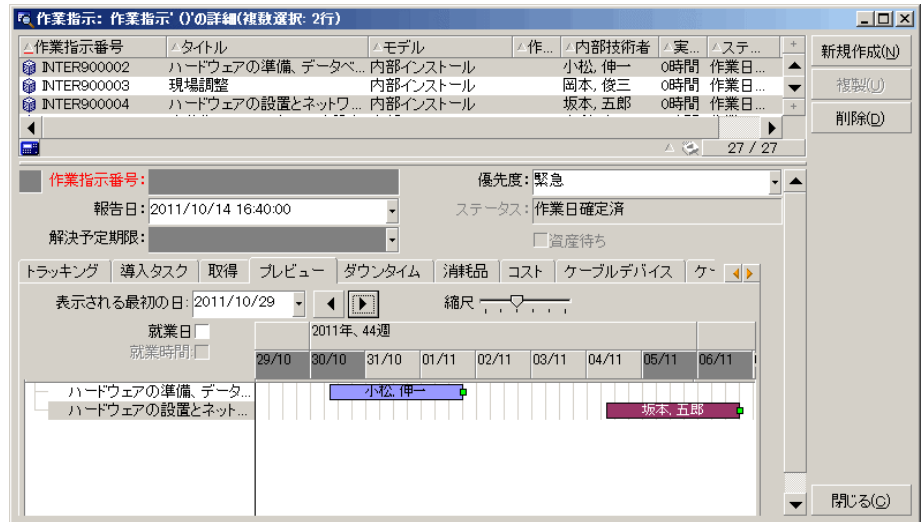 作業指示: 作業指示' ()'の詳細(複数選択: 2行)
作業指示番号 タイトル モデル 作... 内部技術者 実... ステ...
INTER900002 ハードウェアの準備、データベ... 内部インストール 小松, 伸一 0時間 作業日...
INTER900003 現場調整 内部インストール 岡本, 俊三 0時間 作業日...
INTER900004 ハードウェアの設置とネットワ... 内部インストール 坂本, 五郎 0時間 作業日...
27 / 27
新規作成(N)
複製(U)
削除(D)
作業指示番号:
優先度: 緊急
報告日: 2011/10/14 16:40:00
ステータス: 作業日確定済
解決予定期限:
資産待ち
トラッキング 導入タスク 取得 プレビュー ダウンタイム 消耗品 コスト ケーブルデバイス
表示される最初の日: 2011/10/29 縮尺
就業日
2011年、44週
就業時間:
29/10 30/10 31/10 01/11 02/11 03/11 04/11 05/11 06/11
ハードウェアの準備、データ... 小松, 伸一
ハードウェアの設置とネット... 坂本, 五郎
閉じる(C)